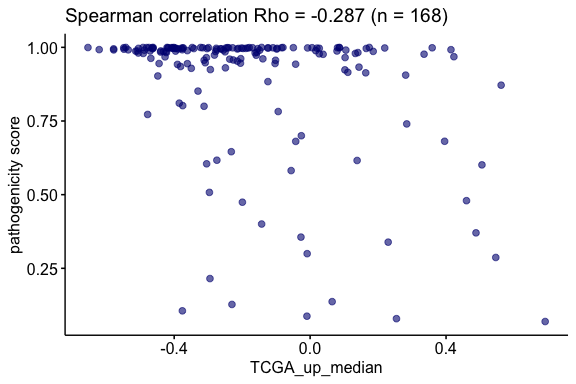 Spearman correlation Rho = -0.287 (n = 168)
1.00
0.75
0.50
0.25
pathogenicity score
-0.4
0.0
0.4
TCGA_up_median